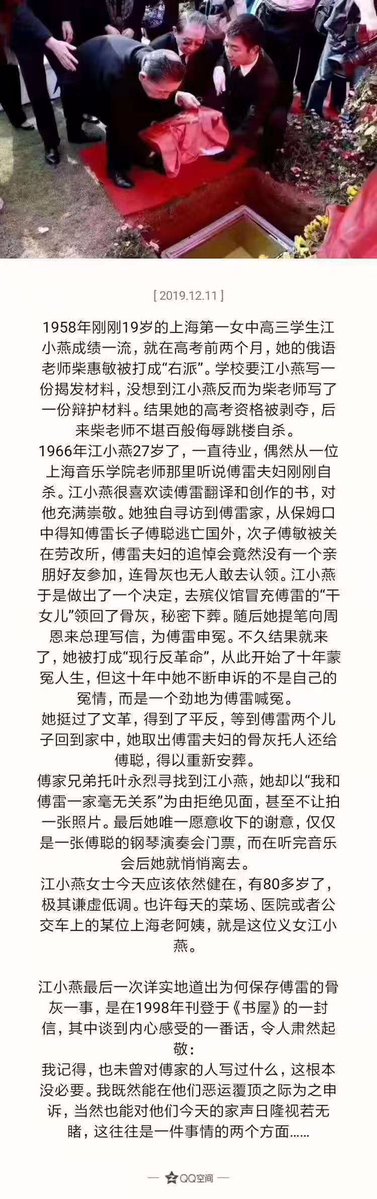 [ 2019.12.11 ]
1958年刚刚19岁的上海第一女中高三学生江
小燕成绩一流，就在高考前两个月，她的俄语
老师柴惠敏被打成“右派”。学校要江小燕写一
份揭发材料，没想到江小燕反而为柴老师写了
一份辩护材料。结果她的高考资格被剥夺，后
来柴老师不堪百般侮辱跳楼自杀。
1966年江小燕27岁了，一直待业，偶然从一位
上海音乐学院老师那里听说傅雷夫妇刚刚自
杀。江小燕很喜欢读傅雷翻译和创作的书，对
他充满崇敬。她独自寻访到傅雷家，从保姆口
中得知傅雷长子傅聪逃亡国外，次子傅敏被关
在劳改所，傅雷夫妇的追悼会竟然没有一个亲
朋好友参加，连骨灰也无人敢去认领。江小燕
于是做出了一个决定，去殡仪馆冒充傅雷的“干
女儿”领回了骨灰，秘密下葬。随后她提笔向周
恩来总理写信，为傅雷申冤。不久结果就来
了，她被打成“现行反革命”，从此开始了十年蒙
冤人生，但这十年中她不断申诉的不是自己的
冤情，而是一个劲地为傅雷喊冤。
她挺过了文革，得到了平反，等到傅雷两个儿
子回到家中，她取出傅雷夫妇的骨灰托人还给
傅聪，得以重新安葬。
傅家兄弟托叶永烈寻找到江小燕，她却以“我和
傅雷一家毫无关系”为由拒绝见面，甚至不让拍
一张照片。最后她唯一愿意收下的谢意，仅仅
是一张傅聪的钢琴演奏会门票，而在听完音乐
会后她就悄悄离去。
江小燕女士今天应该依然健在，有80多岁了，
极其谦虚低调。也许每天的菜场、医院或者公
交车上的某位上海老阿姨，就是这位义女江小
燕。
江小燕最后一次详实地道出为何保存傅雷的骨
灰一事，是在1998年刊登于《书屋》的一封
信，其中谈到内心感受的一番话，令人肃然起
敬：
我记得，也未曾对傅家的人写过什么，这根本
没必要。我既然能在他们恶运覆顶之际为之申
诉，当然也能对他们今天的家声日隆视若无
睹，这往往是一件事情的两个方面……
QQ空间